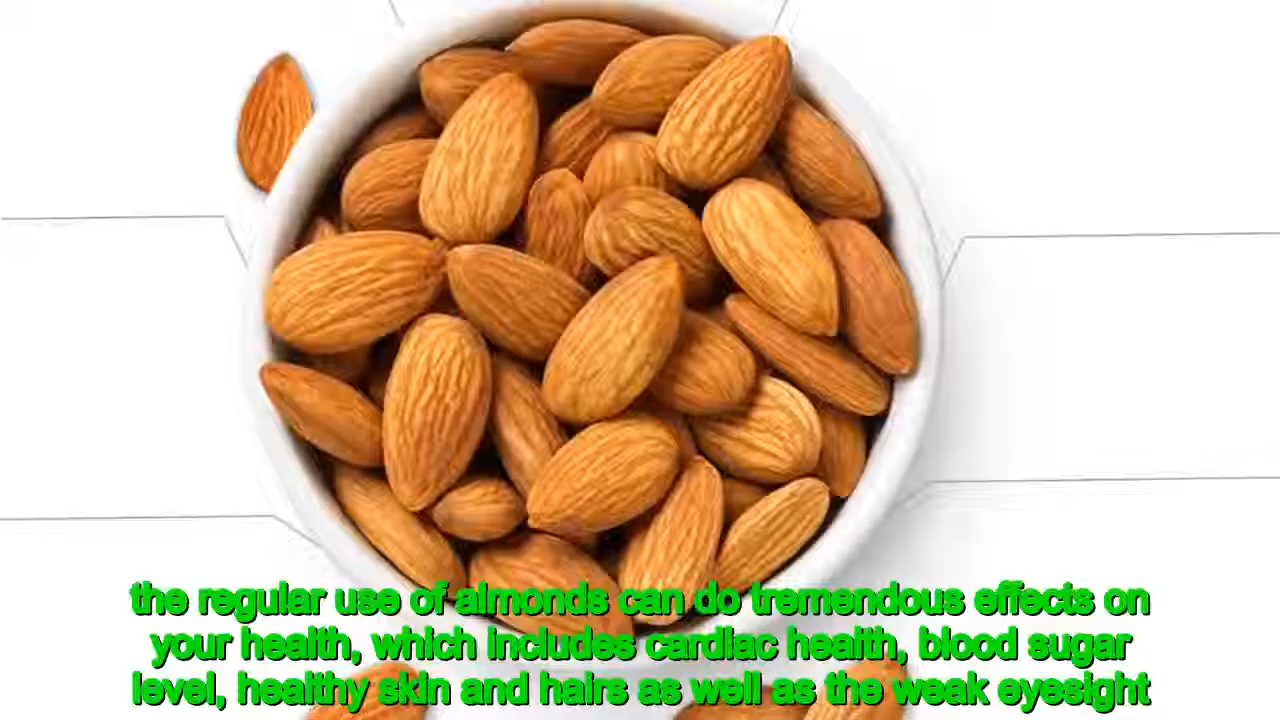 the regular use of almonds can do tremendous effects on
your health, which includes cardiac health, blood sugar
level, healthy skin and hairs as well as the weak eyesight